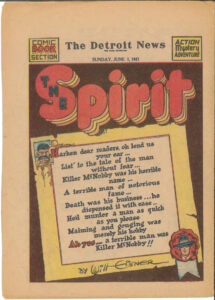 COMIC
BOOK
SECTION
The Detroit News
ACTION
Mystery
ADVENTURE
SUNDAY, JUNE 1, 1941
THE
Spirit
Harken dear readers, oh lend us
your ear...
List' to the tale of the man
without fear...
Killer McNobby was his horrible
name...
A terrible man of nefarious
fame...
Death was his business...he
dispensed it with ease...
He'd murder a man as quick
as you please
Maiming and gouging was
merely his hobby
Ah yes... a terrible man was
Killer McNobby!!
BY Will Eisner